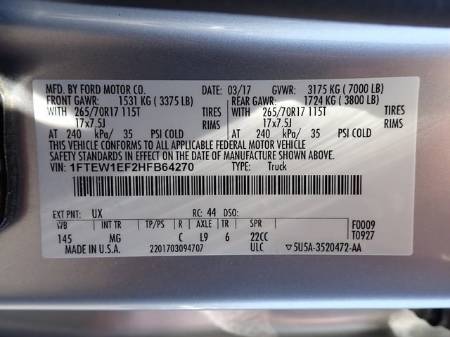 MFD. BY FORD MOTOR CO. 03/17 GVWR: 3175 KG (7000 LB)
FRONT GAWR: 1531 KG (3375 LB) REAR GAWR: 1724 KG (3800 LB)
WITH 265/70R17 115T WITH 265/70R17 115T
17x7.5J RIMS 17x7.5J RIMS
AT 240 kPa/ 35 PSI COLD AT 240 kPa/ 35 PSI COLD
THIS VEHICLE CONFORMS TO ALL APPLICABLE FEDERAL MOTOR VEHICLE
SAFETY STANDARDS IN EFFECT ON THE DATE OF MANUFACTURE SHOWN ABOVE.
VIN: 1FTEW1EF2HFB64270 TYPE: Truck
EXT PNT: UX RC: 44 DSO:
WB INT TR TP/PS R AXLE TR SPR F0009
145 MG C L9 6 22CC T0927
MADE IN U.S.A. 2201703094707 ULC 5U5A-3520472-AA